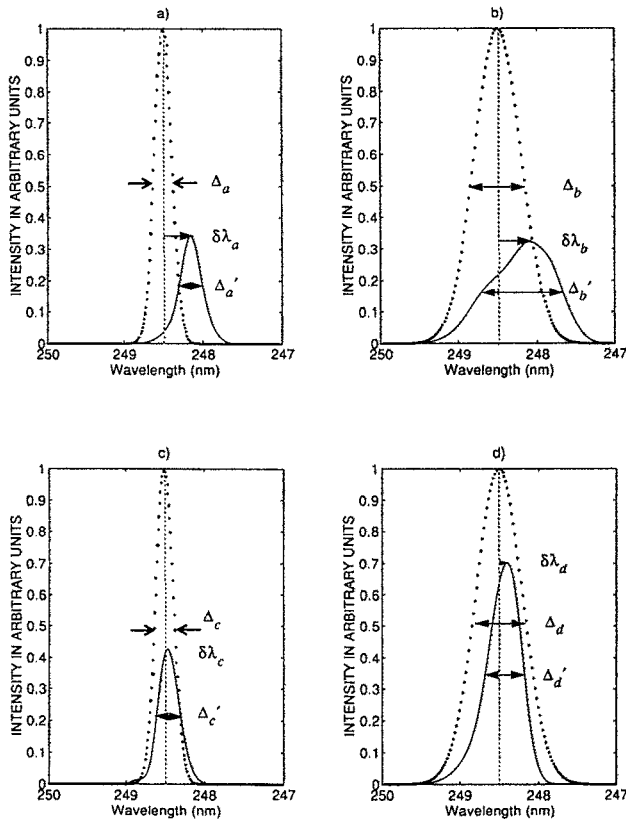 a)
INTENSITY IN ARBITRARY UNITS
1
0.9
0.8
0.7
0.6
0.5
0.4
0.3
0.2
0.1
0
Δa
δλa
Δa′
250
249
248
247
Wavelength (nm)
b)
INTENSITY IN ARBITRARY UNITS
1
0.9
0.8
0.7
0.6
0.5
0.4
0.3
0.2
0.1
0
Δb
δλb
Δb′
250
249
248
247
Wavelength (nm)
c)
INTENSITY IN ARBITRARY UNITS
1
0.9
0.8
0.7
0.6
0.5
0.4
0.3
0.2
0.1
0
Δc
δλc
Δc′
250
249
248
247
Wavelength (nm)
d)
INTENSITY IN ARBITRARY UNITS
1
0.9
0.8
0.7
0.6
0.5
0.4
0.3
0.2
0.1
0
δλd
Δd
Δd′
250
249
248
247
Wavelength (nm)